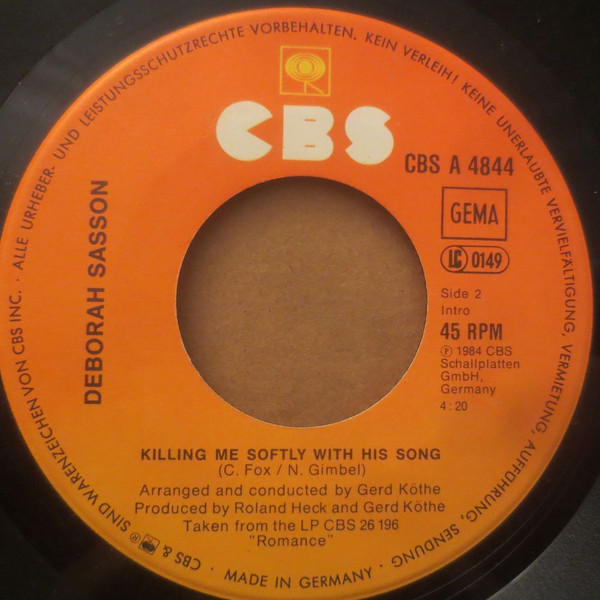 CBS
CBS A 4844
GEMA
LC 0149
Side 2
Intro
45 RPM
℗ 1984 CBS
Schallplatten
GmbH,
Germany
4:20
DEBORAH SASSON
KILLING ME SOFTLY WITH HIS SONG
(C. Fox / N. Gimbel)
Arranged and conducted by Gerd Köthe
Produced by Roland Heck and Gerd Köthe
Taken from the LP CBS 26 196
"Romance"
CBS & ® SIND WARENZEICHEN VON CBS INC. · ALLE URHEBER- UND LEISTUNGSSCHUTZRECHTE VORBEHALTEN. KEIN VERLEIH! KEINE UNERLAUBTE VERVIELFÄLTIGUNG, VERMIETUNG, AUFFÜHRUNG, SENDUNG.
· MADE IN GERMANY ·